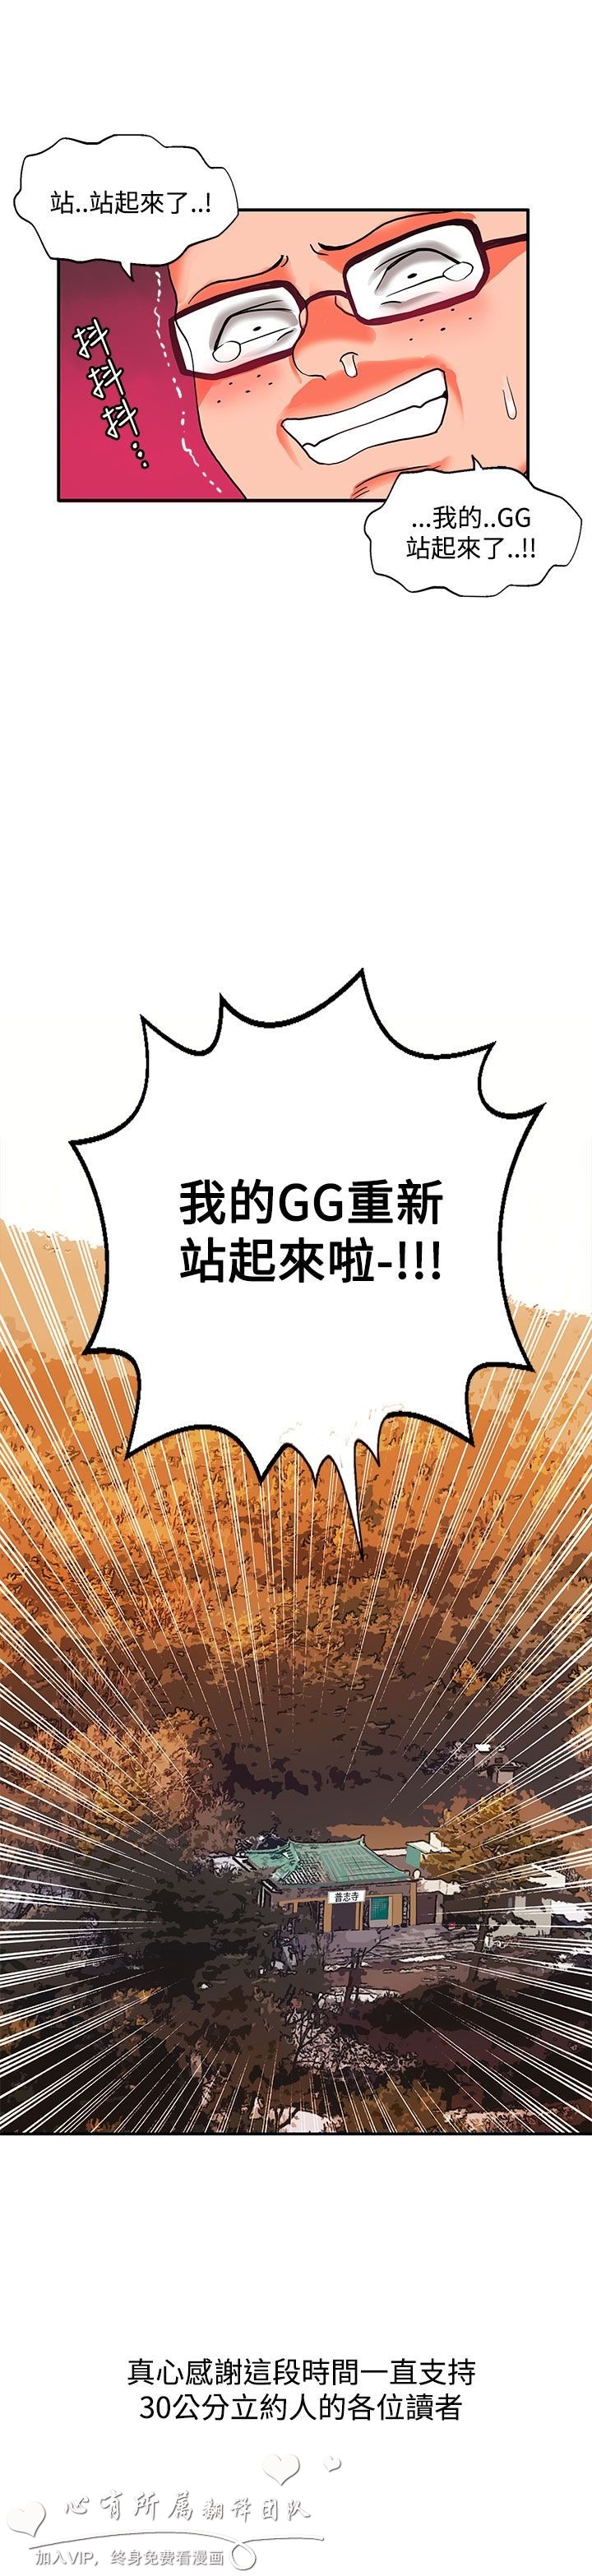 站..站起來了..!
抖
抖
抖...
...我的..GG
站起來了..!!
我的GG重新
站起來啦-!!!
普志寺
真心感謝這段時間一直支持
30公分立約人的各位讀者
心有所属翻译团队
加入VIP，终身免费看漫画